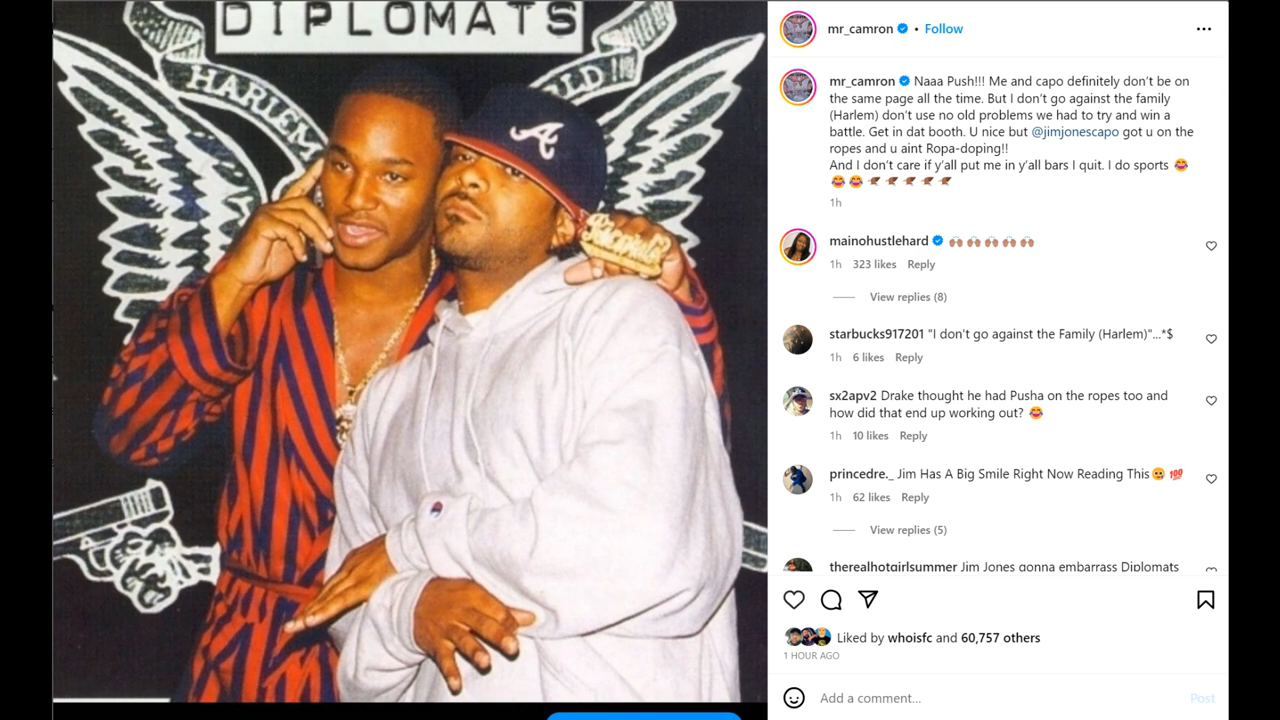 DIPLOMATS
HARLEM
LD !!!
A
mr_camron • Follow
mr_camron Naaa Push!!! Me and capo definitely don't be on
the same page all the time. But I don't go against the family
(Harlem) don't use no old problems we had to try and win a
battle. Get in dat booth. U nice but @jimjonescapo got u on the
ropes and u aint Ropa-doping!!
And I don't care if y'all put me in y'all bars I quit. I do sports 😂
😂 😂
1h
mainohustlehard
1h 323 likes Reply
View replies (8)
starbucks917201 "I don't go against the Family (Harlem)"...*$
1h 6 likes Reply
sx2apv2 Drake thought he had Pusha on the ropes too and
how did that end up working out? 😂
1h 10 likes Reply
princedre._ Jim Has A Big Smile Right Now Reading This 💯
1h 62 likes Reply
View replies (5)
therealhotgirlsummer Jim Jones gonna embarrass Diplomats
Liked by whoisfc and 60,757 others
1 HOUR AGO
Add a comment... Post